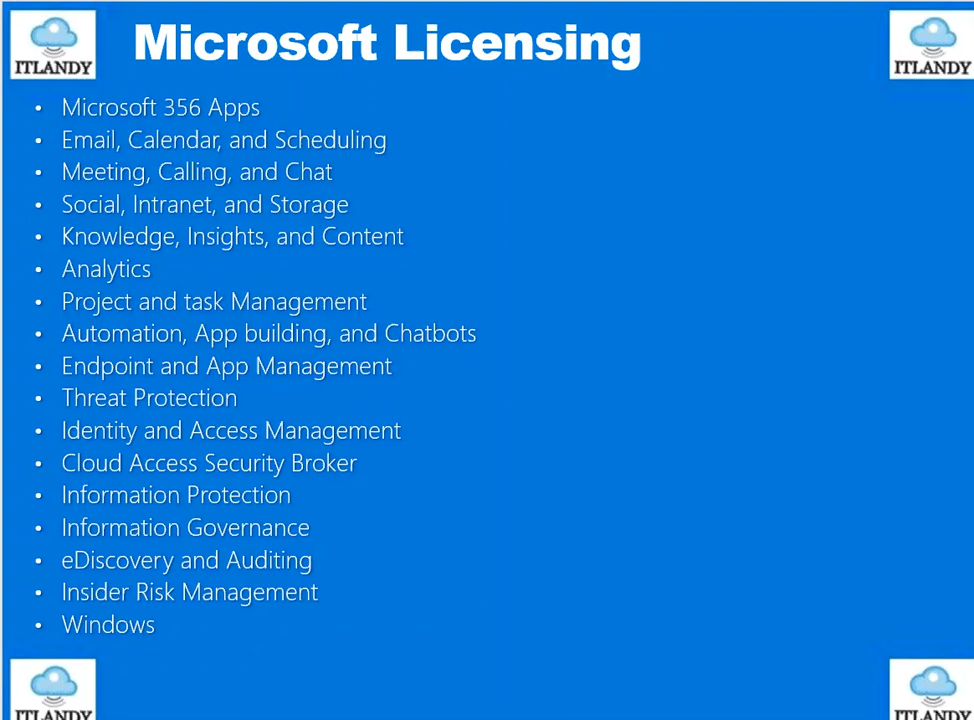 ITLANDY
Microsoft Licensing
ITLANDY
• Microsoft 356 Apps
• Email, Calendar, and Scheduling
• Meeting, Calling, and Chat
• Social, Intranet, and Storage
• Knowledge, Insights, and Content
• Analytics
• Project and task Management
• Automation, App building, and Chatbots
• Endpoint and App Management
• Threat Protection
• Identity and Access Management
• Cloud Access Security Broker
• Information Protection
• Information Governance
• eDiscovery and Auditing
• Insider Risk Management
• Windows
ITLANDY
ITLANDY